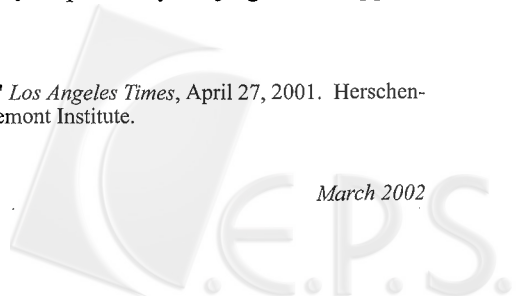 Los Angeles Times, April 27, 2001. Herschen-
emont Institute.
March 2002
C.E.P.S.